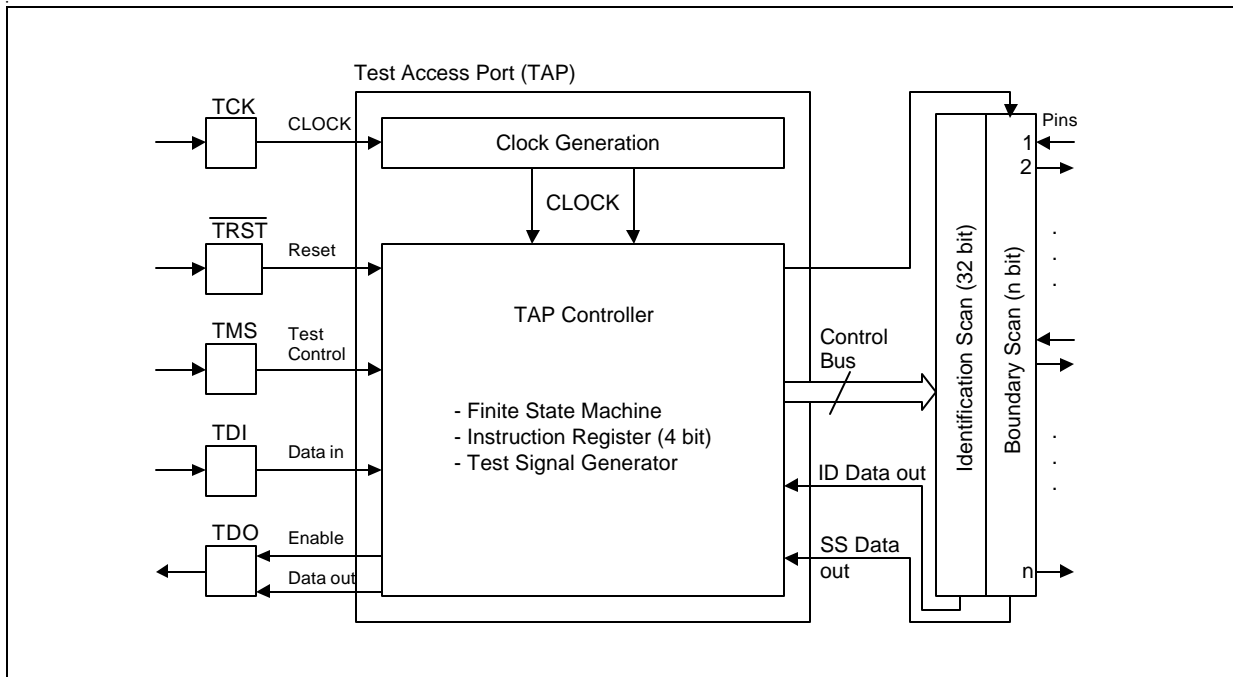 Test Access Port (TAP)
TCK
CLOCK
Clock Generation
CLOCK
TRST
Reset
TMS
Test
Control
TDI
Data in
TDO
Enable
Data out
TAP Controller
- Finite State Machine
- Instruction Register (4 bit)
- Test Signal Generator
Control
Bus
ID Data out
SS Data
out
Identification Scan (32 bit)
Boundary Scan (n bit)
Pins
1
2
.
.
.
.
.
.
n